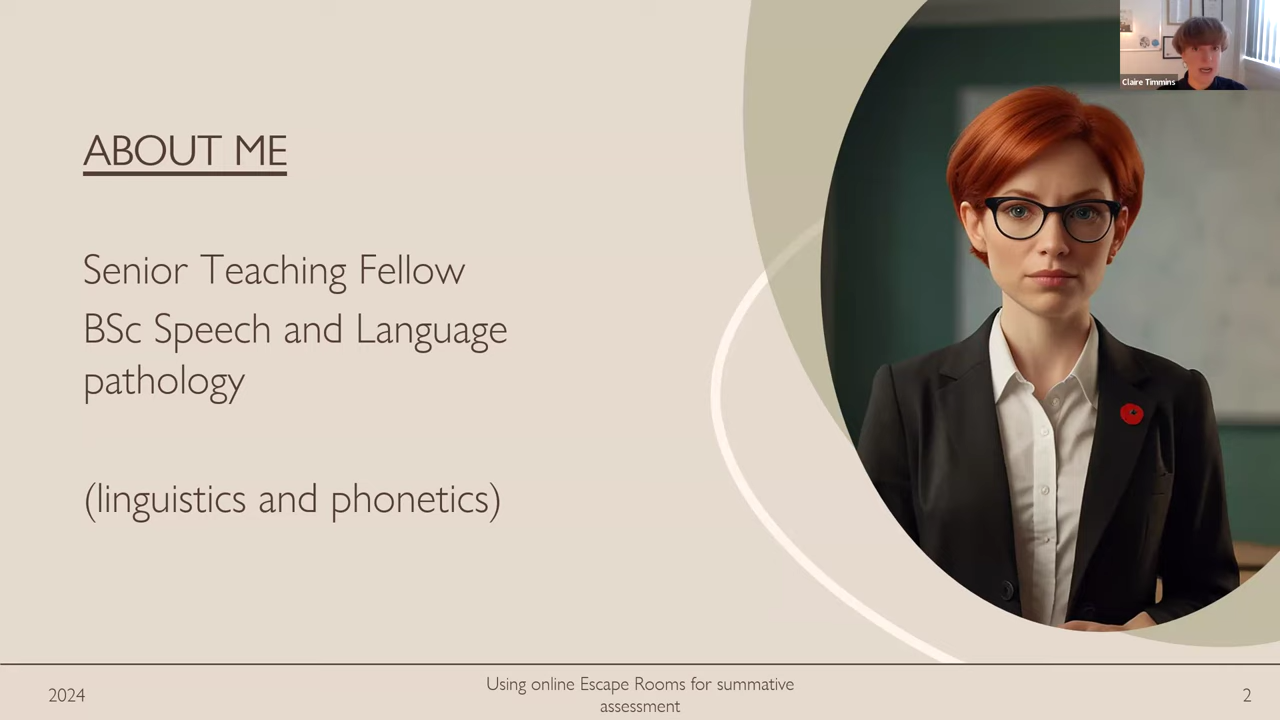 Claire Timmins
ABOUT ME
Senior Teaching Fellow
BSc Speech and Language
pathology
(linguistics and phonetics)
2024
Using online Escape Rooms for summative
assessment
2